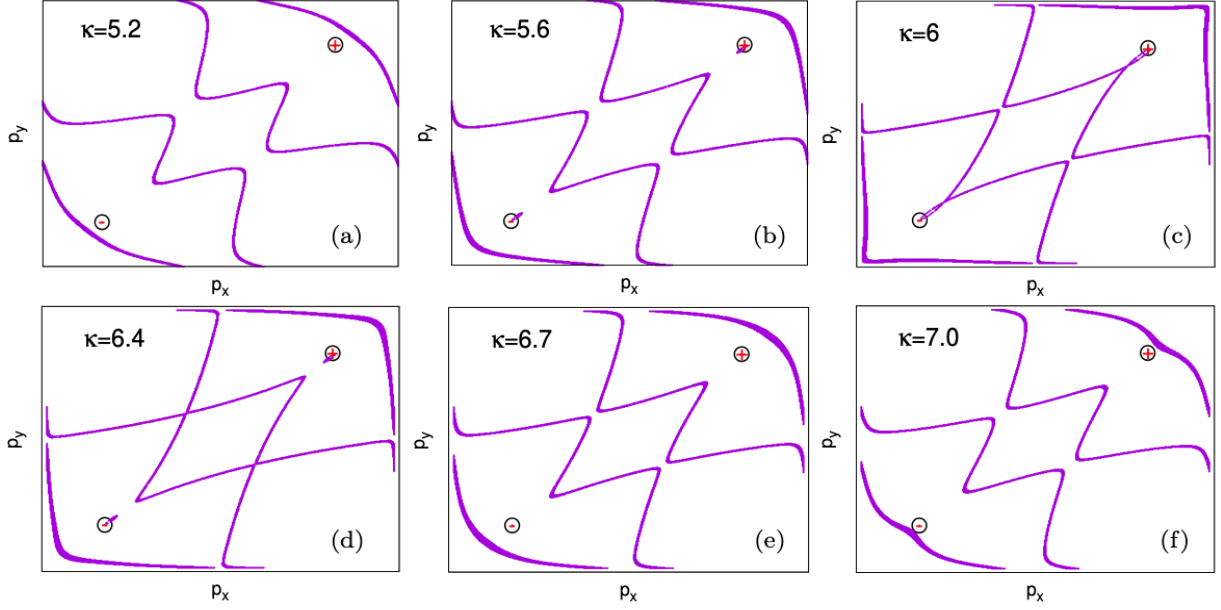 κ=5.2
p_y
(a)
p_x
κ=5.6
p_y
(b)
p_x
κ=6
p_y
(c)
p_x
κ=6.4
p_y
(d)
p_x
κ=6.7
p_y
(e)
p_x
κ=7.0
p_y
(f)
p_x